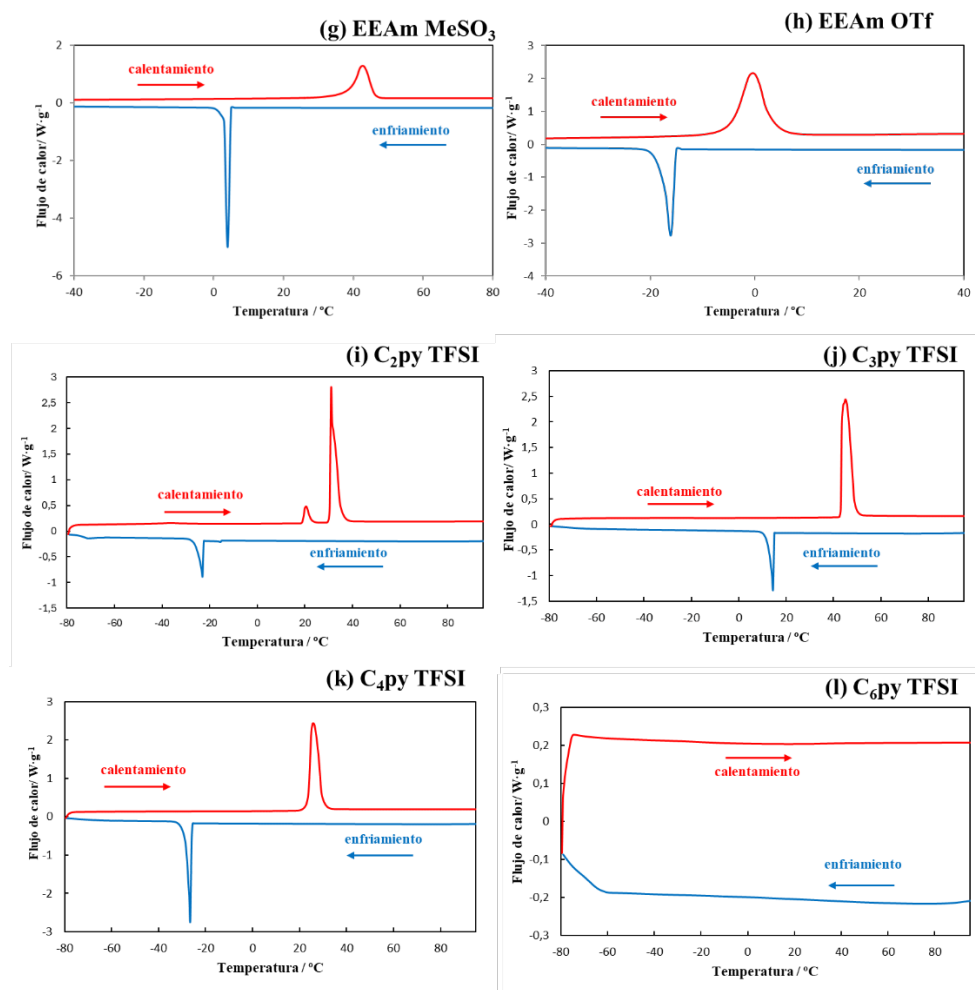 (g) EEAm MeSO₃
calentamiento
enfriamiento
Flujo de calor/ W·g⁻¹
2
0
-2
-4
-6
-40 -20 0 20 40 60 80
Temperatura / ºC
(h) EEAm OTf
calentamiento
enfriamiento
Flujo de calor/ W·g⁻¹
3
2
1
0
-1
-2
-3
-4
-40 -20 0 20 40
Temperatura / ºC
(i) C₂py TFSI
calentamiento
enfriamiento
Flujo de calor/ W·g⁻¹
3
2,5
2
1,5
1
0,5
0
-0,5
-1
-1,5
-80 -60 -40 -20 0 20 40 60 80
Temperatura / ºC
(j) C₃py TFSI
calentamiento
enfriamiento
Flujo de calor/ W·g⁻¹
3
2,5
2
1,5
1
0,5
0
-0,5
-1
-1,5
-80 -60 -40 -20 0 20 40 60 80
Temperatura / ºC
(k) C₄py TFSI
calentamiento
enfriamiento
Flujo de calor/ W·g⁻¹
3
2
1
0
-1
-2
-3
-80 -60 -40 -20 0 20 40 60 80
Temperatura / ºC
(l) C₆py TFSI
calentamiento
enfriamiento
Flujo de calor/ W·g⁻¹
0,3
0,2
0,1
0
-0,1
-0,2
-0,3
-80 -60 -40 -20 0 20 40 60 80
Temperatura / ºC